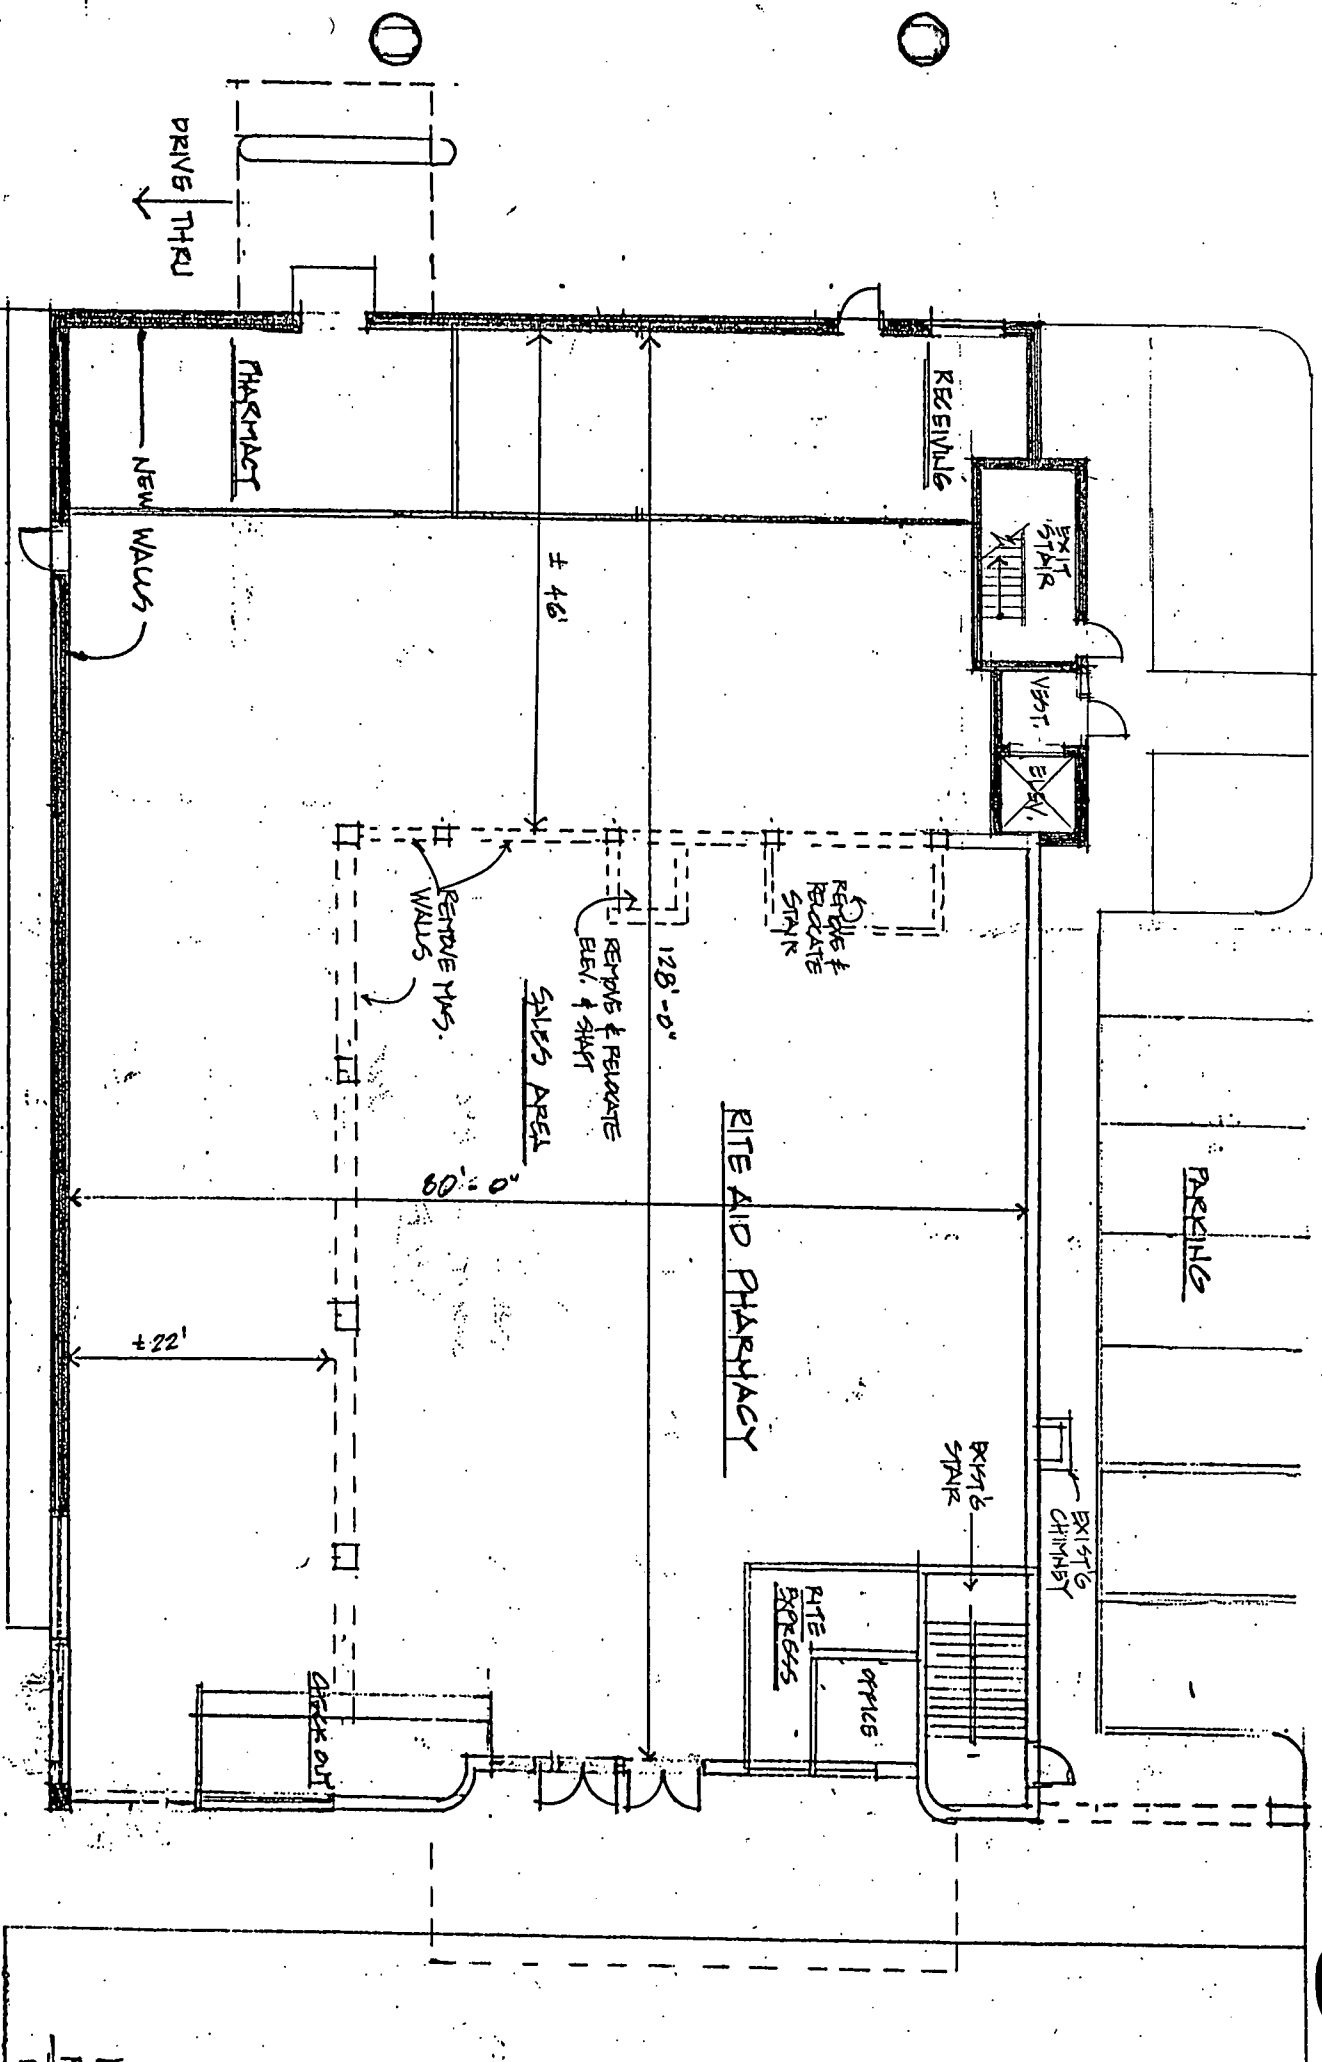 DRIVE THRU
PHARMACY
NEW WALLS
RECEIVING
EXIT
STAIR
VEST.
ELEV.
± 46'
REMOVE &
RELOCATE
STAIR
REMOVE MAS.
WALLS
REMOVE & RELOCATE
ELEV. & SHAFT
128'-0"
SALES AREA
RITE AID PHARMACY
80'-0"
±22'
PARKING
EXIST'G
STAIR
EXIST'G
CHIMNEY
RITE
EXPRESS
OFFICE
CHECK OUT